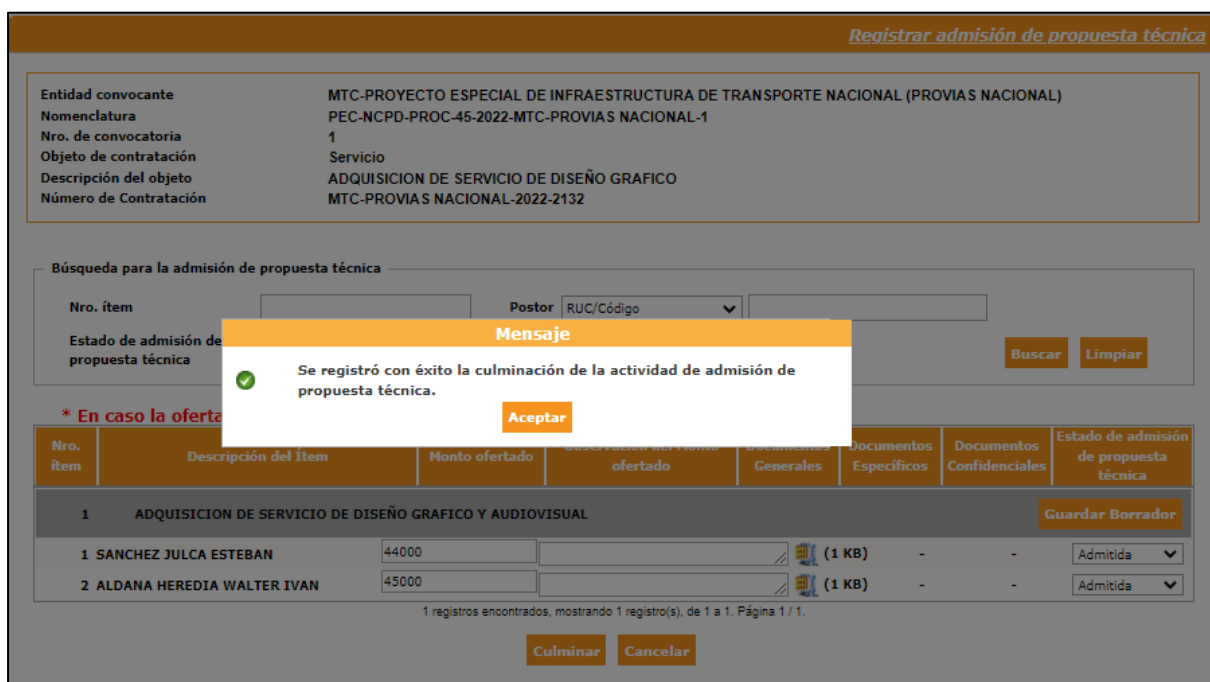 Registrar admisión de propuesta técnica
Entidad convocante MTC-PROYECTO ESPECIAL DE INFRAESTRUCTURA DE TRANSPORTE NACIONAL (PROVIAS NACIONAL)
Nomenclatura PEC-NCPD-PROC-45-2022-MTC-PROVIAS NACIONAL-1
Nro. de convocatoria 1
Objeto de contratación Servicio
Descripción del objeto ADQUISICION DE SERVICIO DE DISEÑO GRAFICO
Número de Contratación MTC-PROVIAS NACIONAL-2022-2132
Búsqueda para la admisión de propuesta técnica
Nro. ítem Postor RUC/Código
Estado de admisión de
propuesta técnica
Buscar Limpiar
Mensaje
Se registró con éxito la culminación de la actividad de admisión de
propuesta técnica.
Aceptar
* En caso la oferta
Nro. ítem Descripción del Ítem Monto ofertado ofertado Generales Documentos Específicos Documentos Confidenciales Estado de admisión de propuesta técnica
1 ADQUISICION DE SERVICIO DE DISEÑO GRAFICO Y AUDIOVISUAL Guardar Borrador
1 SANCHEZ JULCA ESTEBAN 44000 (1 KB) - - Admitida
2 ALDANA HEREDIA WALTER IVAN 45000 (1 KB) - - Admitida
1 registros encontrados, mostrando 1 registro(s), de 1 a 1. Página 1 / 1.
Culminar Cancelar